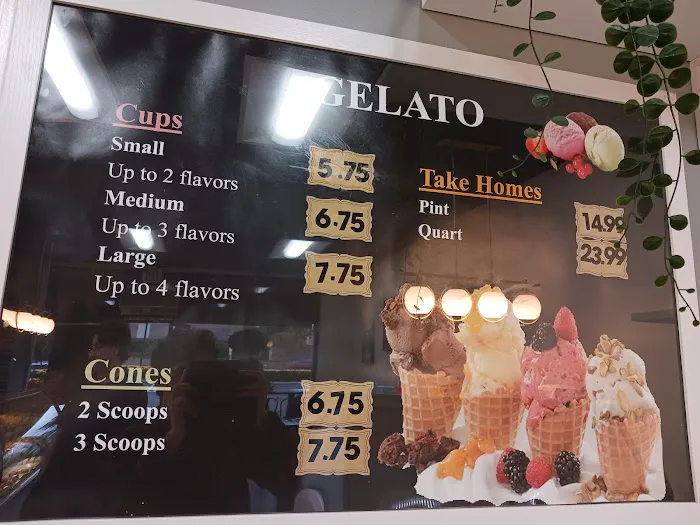 GELATO
Cups
Small
Up to 2 flavors 5.75
Medium
Up to 3 flavors 6.75
Large
Up to 4 flavors 7.75
Cones
2 Scoops 6.75
3 Scoops 7.75
Take Homes
Pint 14.99
Quart 23.99